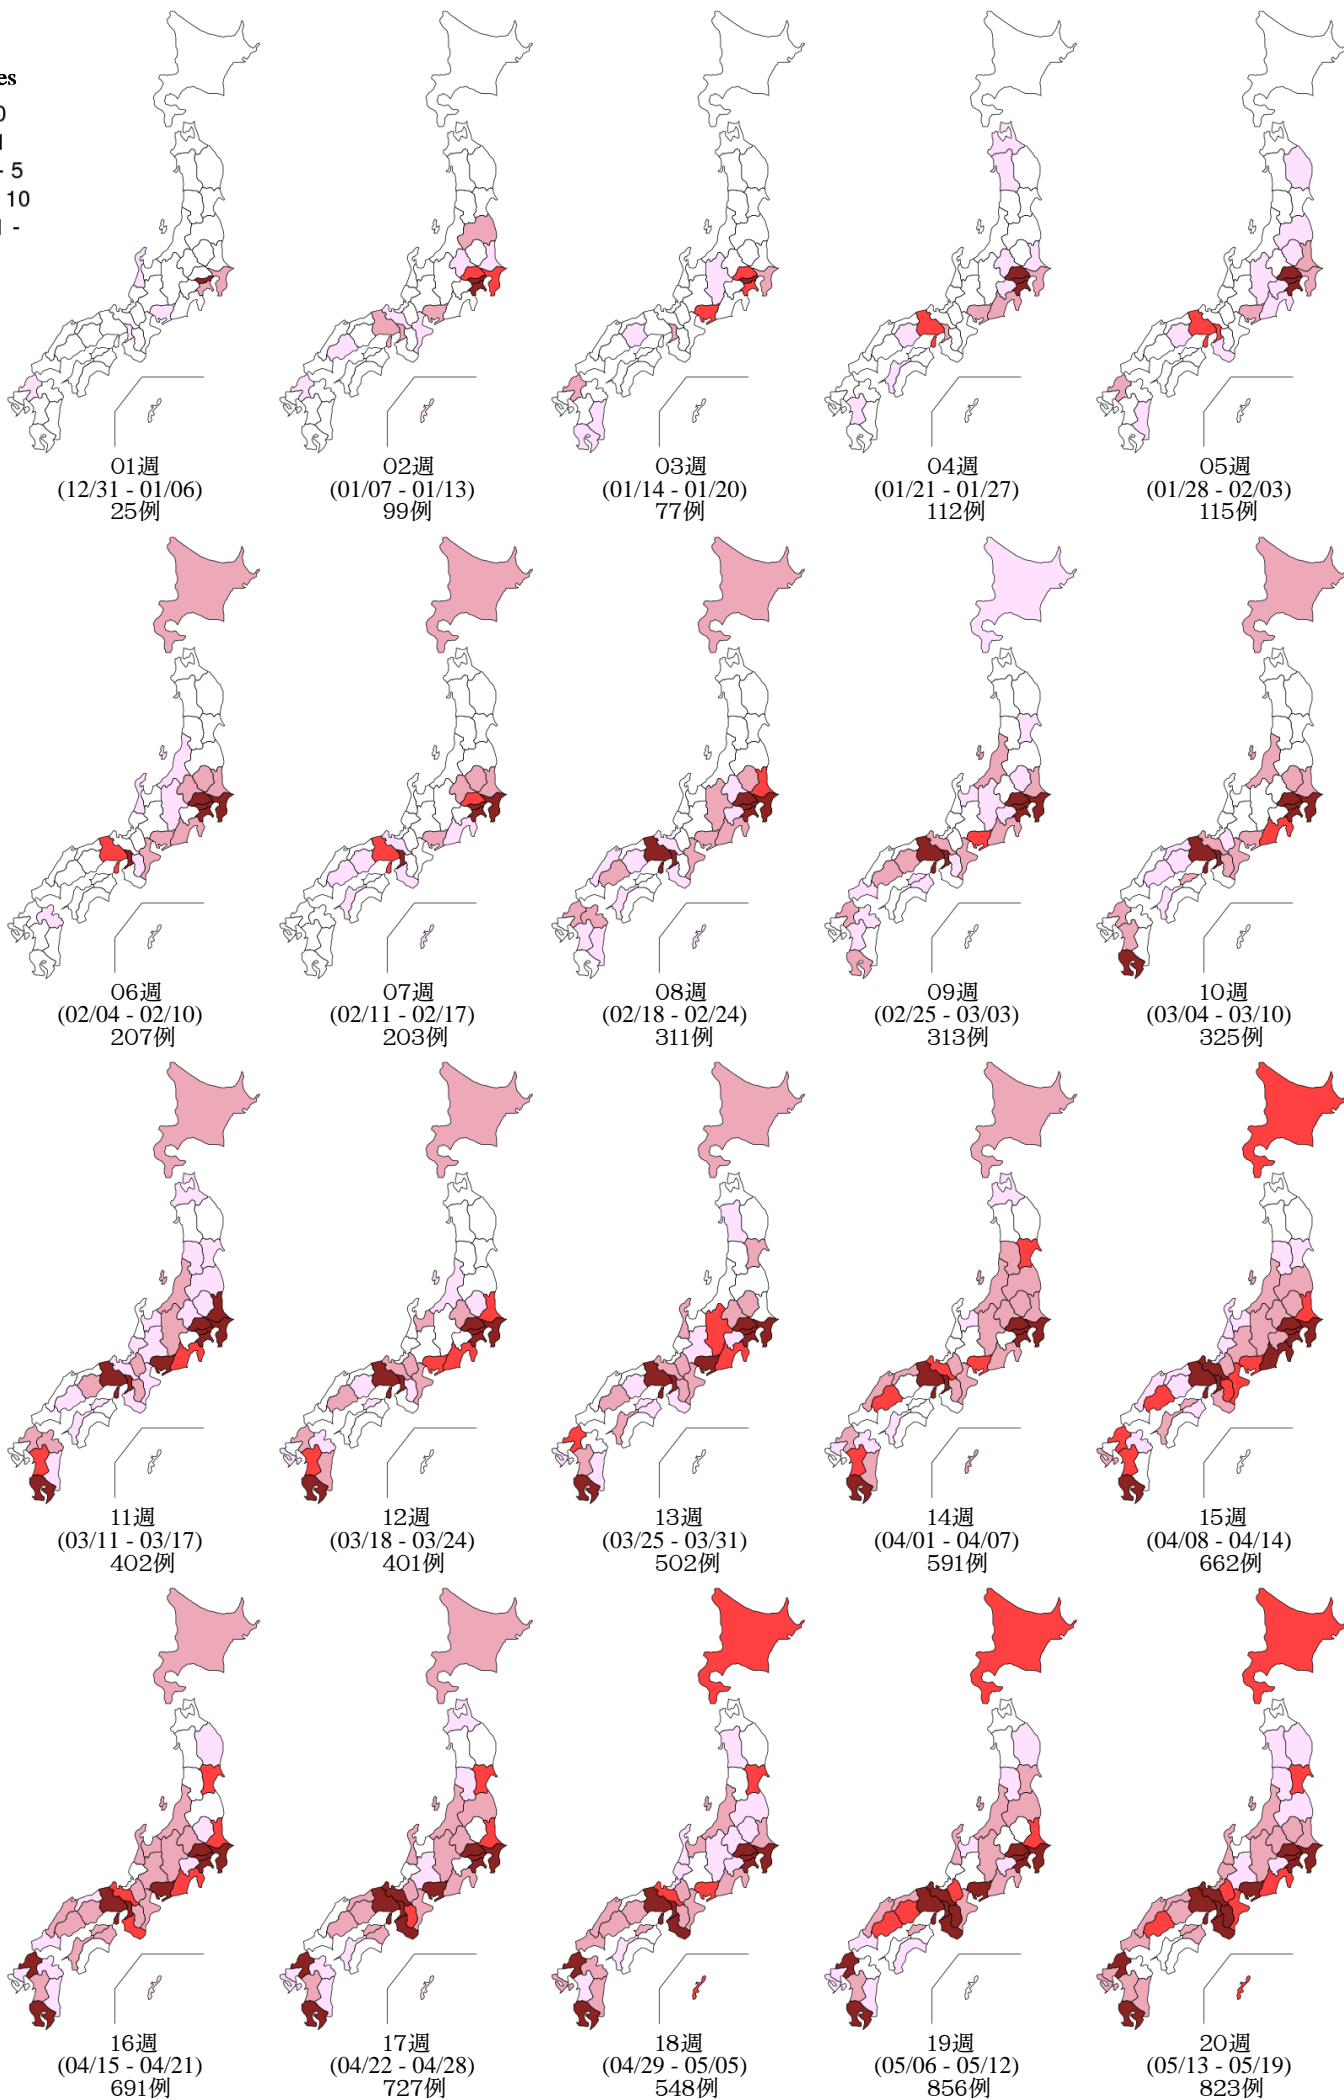 es
0
1
- 5
10
1 -
01週
(12/31 - 01/06)
25例
02週
(01/07 - 01/13)
99例
03週
(01/14 - 01/20)
77例
04週
(01/21 - 01/27)
112例
05週
(01/28 - 02/03)
115例
06週
(02/04 - 02/10)
207例
07週
(02/11 - 02/17)
203例
08週
(02/18 - 02/24)
311例
09週
(02/25 - 03/03)
313例
10週
(03/04 - 03/10)
325例
11週
(03/11 - 03/17)
402例
12週
(03/18 - 03/24)
401例
13週
(03/25 - 03/31)
502例
14週
(04/01 - 04/07)
591例
15週
(04/08 - 04/14)
662例
16週
(04/15 - 04/21)
691例
17週
(04/22 - 04/28)
727例
18週
(04/29 - 05/05)
548例
19週
(05/06 - 05/12)
856例
20週
(05/13 - 05/19)
823例